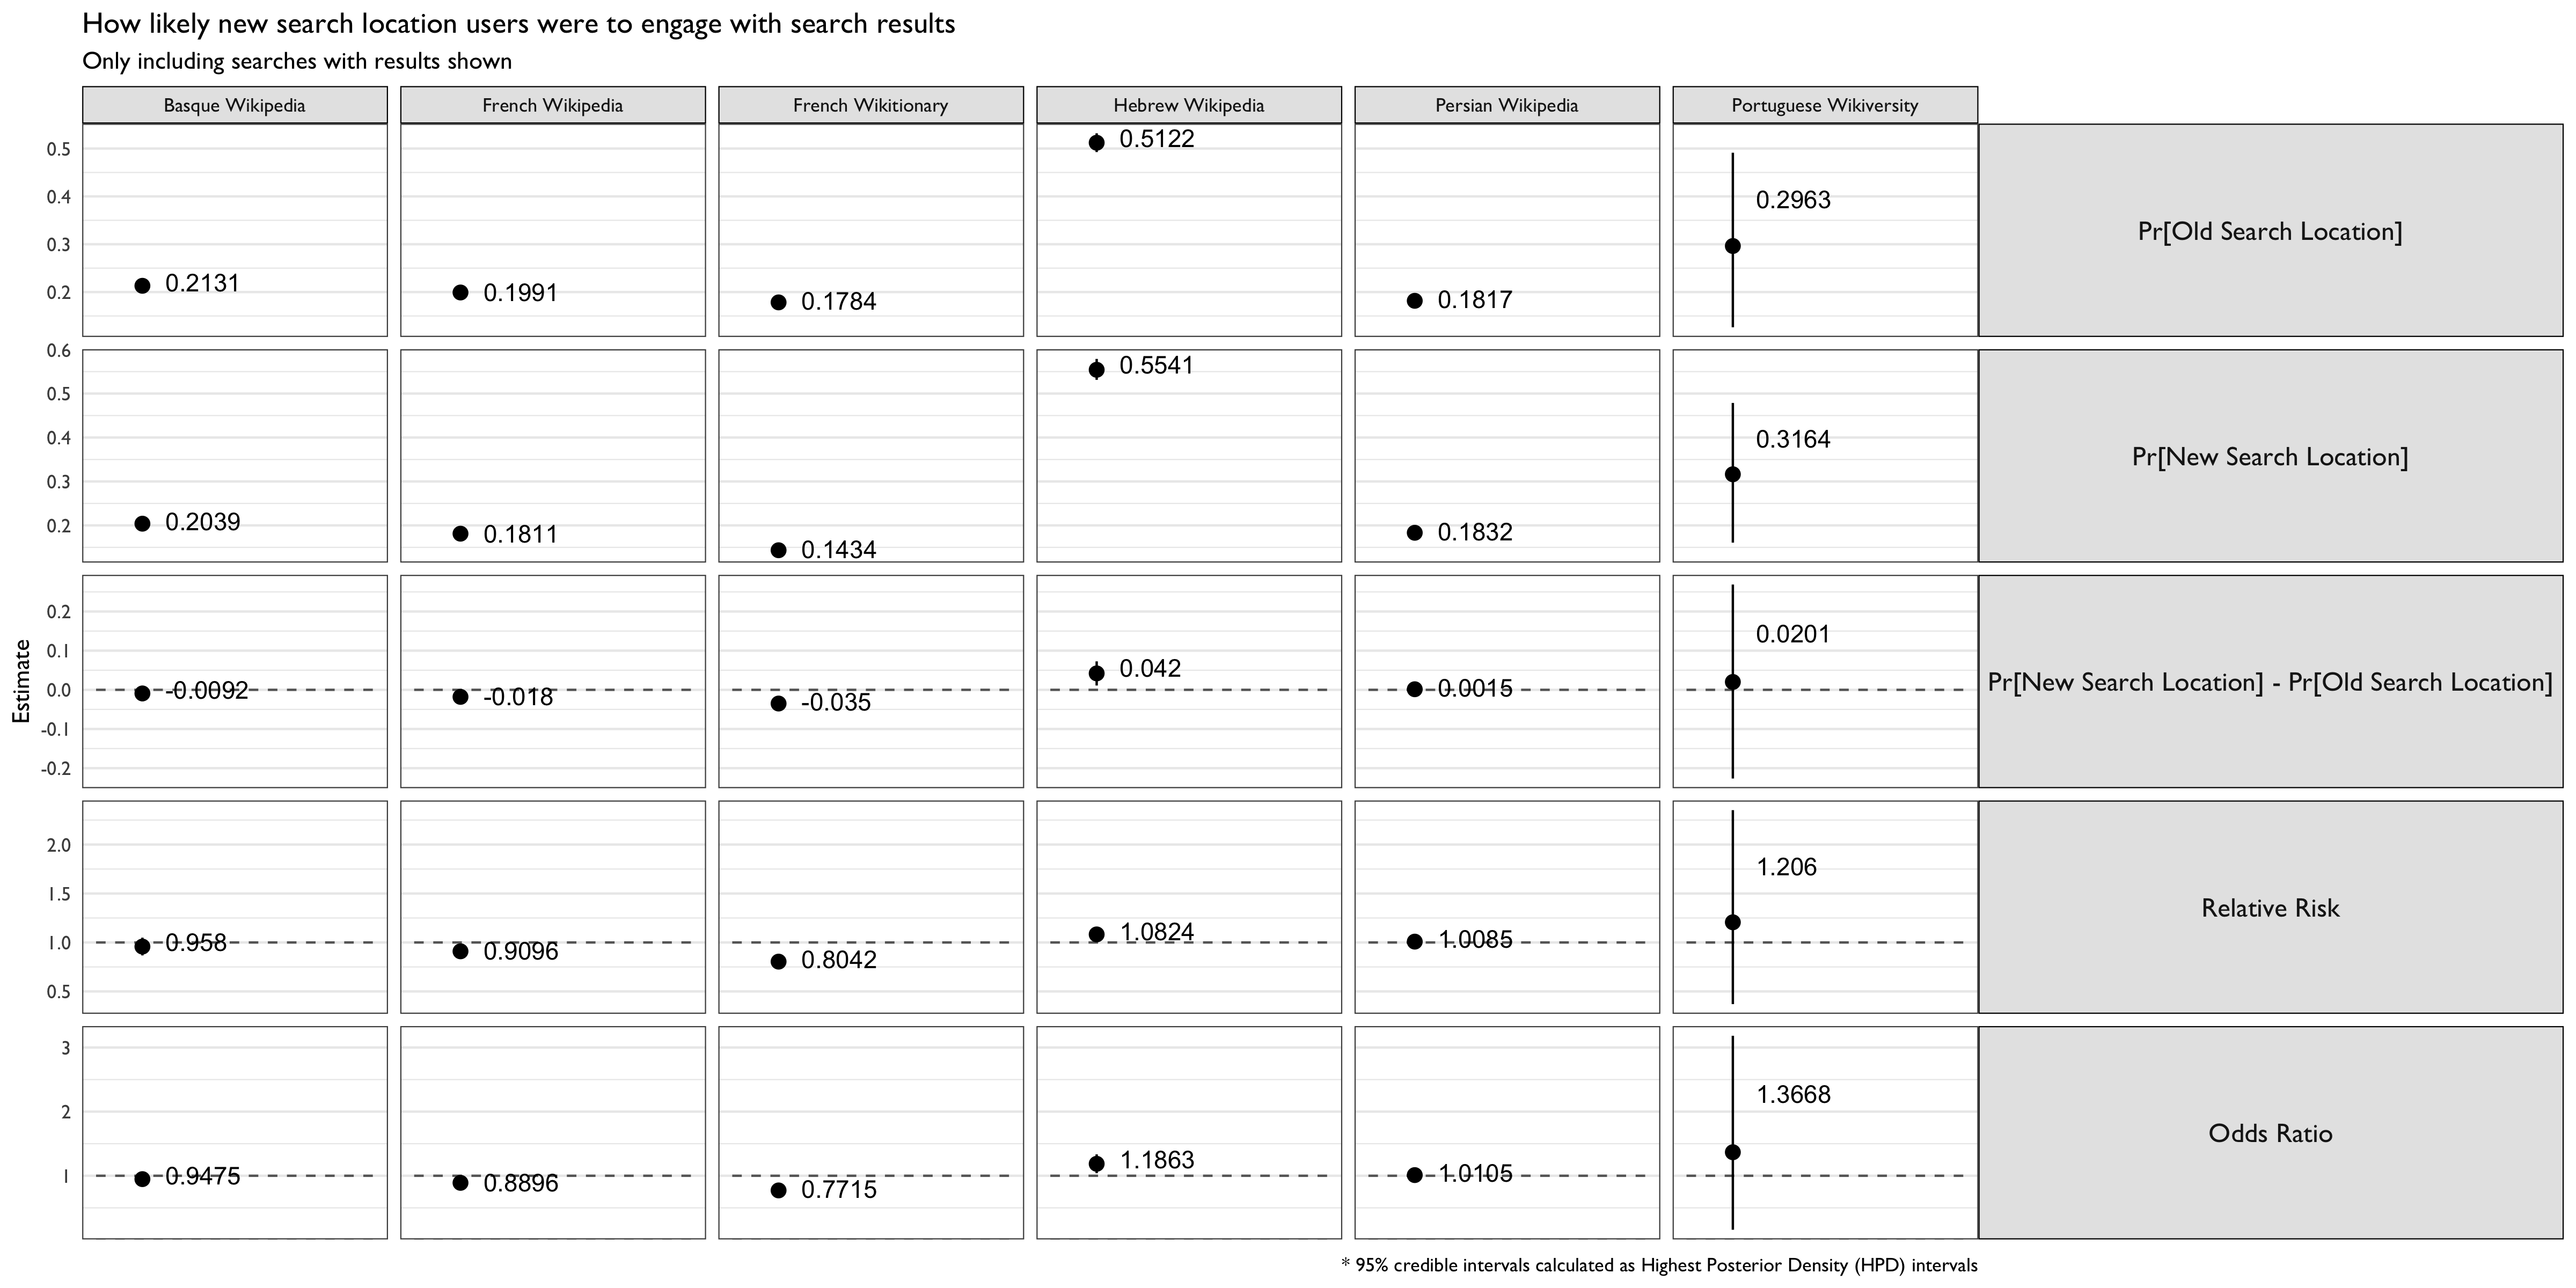 How likely new search location users were to engage with search results
Only including searches with results shown
Basque Wikipedia French Wikipedia French Wikitionary Hebrew Wikipedia Persian Wikipedia Portuguese Wikiversity
0.5
0.4
0.3
0.2
0.2131 0.1991 0.1784 0.5122 0.1817 0.2963
Pr[Old Search Location]
0.6
0.5
0.4
0.3
0.2
0.2039 0.1811 0.1434 0.5541 0.1832 0.3164
Pr[New Search Location]
Estimate
0.2
0.1
0.0
-0.1
-0.2
-0.0092 -0.018 -0.035 0.042 0.0015 0.0201
Pr[New Search Location] - Pr[Old Search Location]
2.0
1.5
1.0
0.5
0.958 0.9096 0.8042 1.0824 1.0085 1.206
Relative Risk
3
2
1
0.9475 0.8896 0.7715 1.1863 1.0105 1.3668
Odds Ratio
* 95% credible intervals calculated as Highest Posterior Density (HPD) intervals